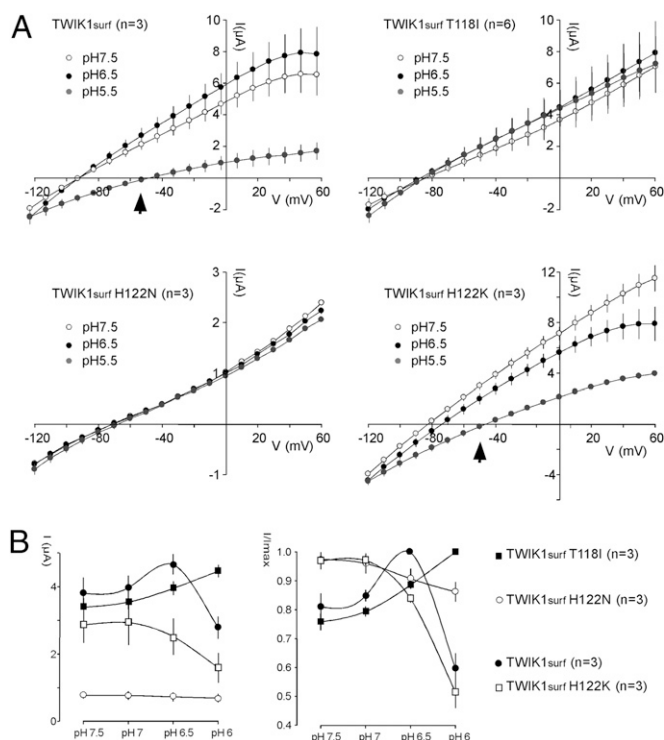 A
TWIK1surf (n=3)
pH7.5
pH6.5
pH5.5
I(µA)
8
6
4
2
-2
-120
-80
-40
20
40
60
V (mV)
TWIK1surf T118I (n=6)
pH7.5
pH6.5
pH5.5
I(µA)
8
6
4
2
-2
-120
-80
-40
20
40
60
V (mV)
TWIK1surf H122N (n=3)
pH7.5
pH6.5
pH5.5
I(µA)
3
2
1
-1
-120
-80
-40
20
40
60
V (mV)
TWIK1surf H122K (n=3)
pH7.5
pH6.5
pH5.5
I(µA)
12
8
4
-4
-120
-80
-40
20
40
60
V (mV)
B
I (µA)
4
2
0
pH 7.5
pH 7
pH 6.5
pH 6
I/Imax
1.0
0.9
0.8
0.7
0.6
0.5
0.4
pH 7.5
pH 7
pH 6.5
pH 6
TWIK1surf T118I (n=3)
TWIK1surf H122N (n=3)
TWIK1surf (n=3)
TWIK1surf H122K (n=3)